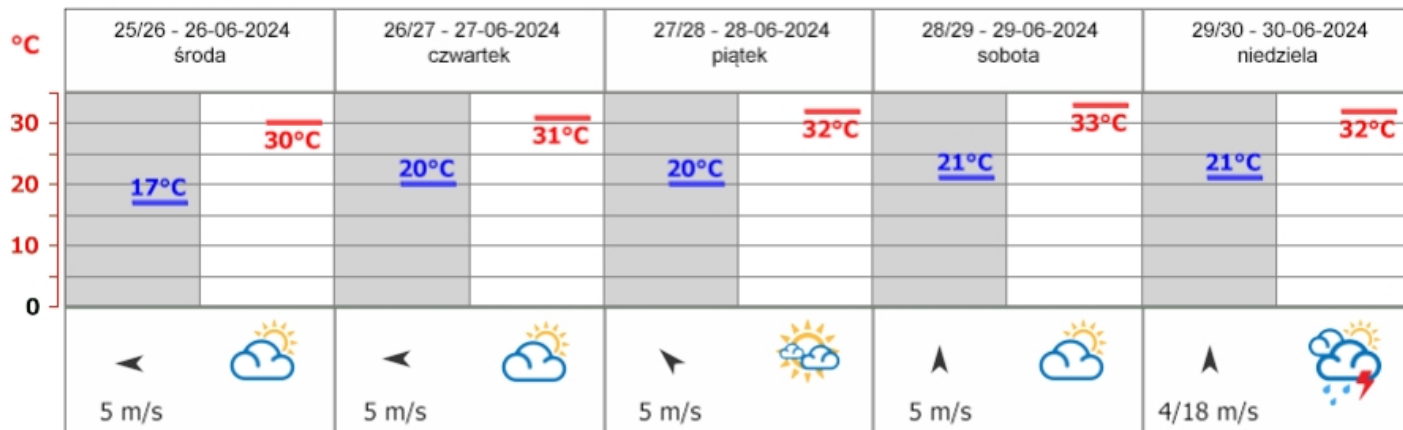 °C
25/26 - 26-06-2024
środa
26/27 - 27-06-2024
czwartek
27/28 - 28-06-2024
piątek
28/29 - 29-06-2024
sobota
29/30 - 30-06-2024
niedziela
30
20
10
0
17°C
30°C
20°C
31°C
20°C
32°C
21°C
33°C
21°C
32°C
5 m/s
5 m/s
5 m/s
5 m/s
4/18 m/s